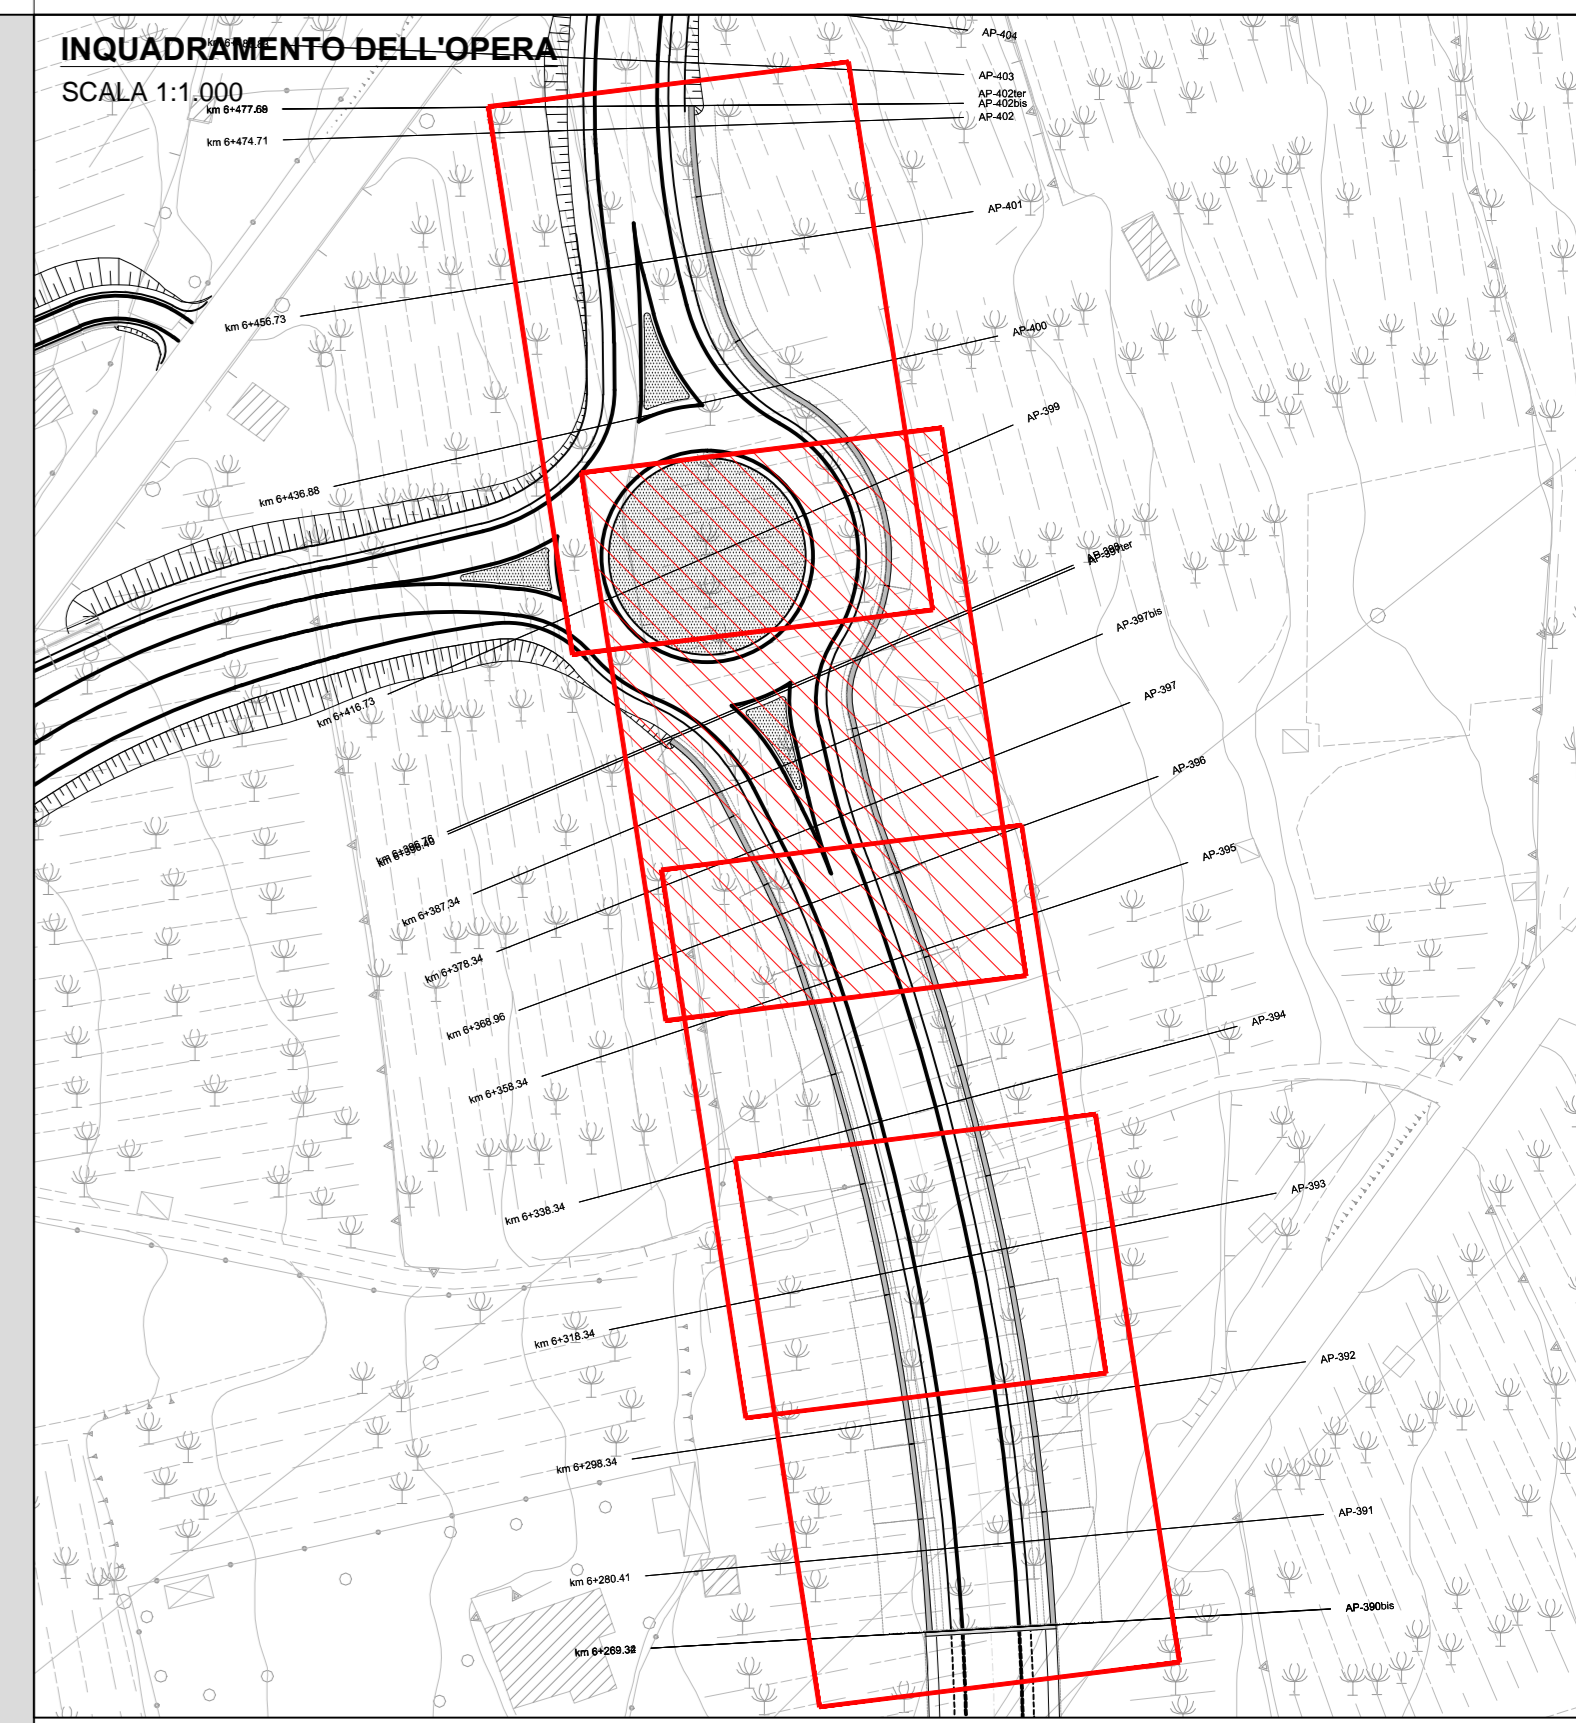 INQUADRAMENTO DELL'OPERA
SCALA 1:1.000
AP-404
AP-403
AP-402ter
AP-402bis
AP-402
km 6+474.71
AP-401
km 6+456.73
AP-400
km 6+436.88
AP-399
km 6+416.73
AP-397bis
km 6+387.34
AP-397
km 6+378.34
AP-396
km 6+368.96
AP-395
km 6+358.34
AP-394
km 6+338.34
AP-393
km 6+318.34
AP-392
km 6+298.34
AP-391
km 6+280.41
AP-390bis